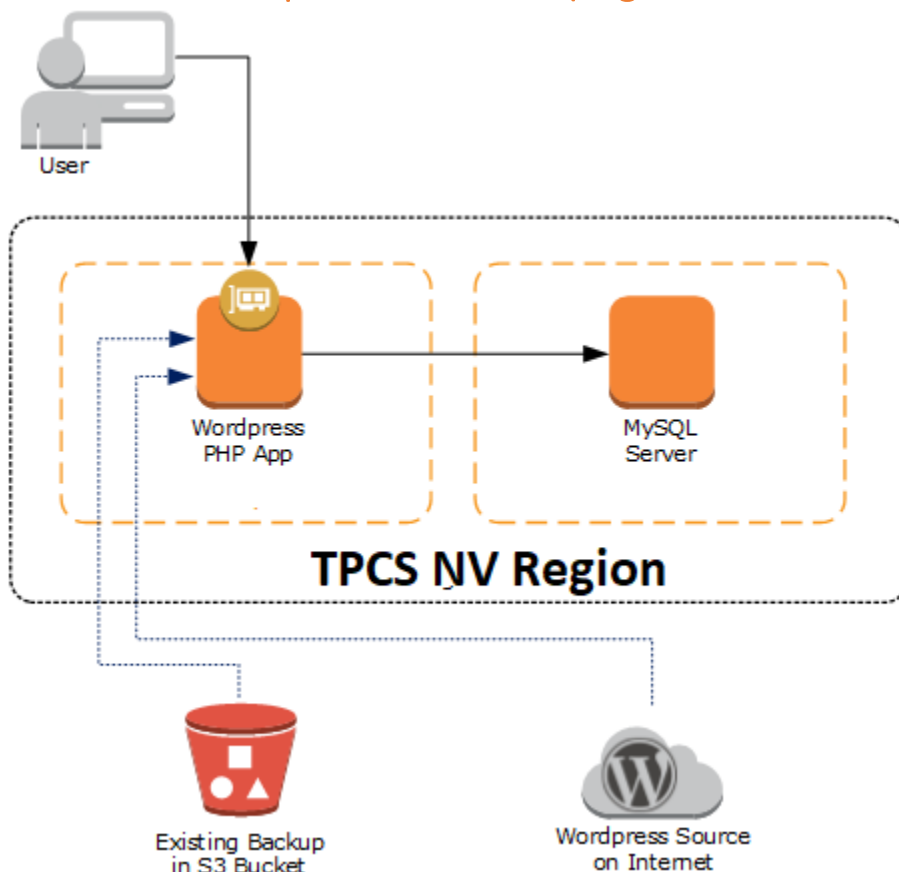 User
Wordpress
PHP App
MySQL
Server
TPCS NV Region
Existing Backup
in S3 Bucket
Wordpress Source
on Internet